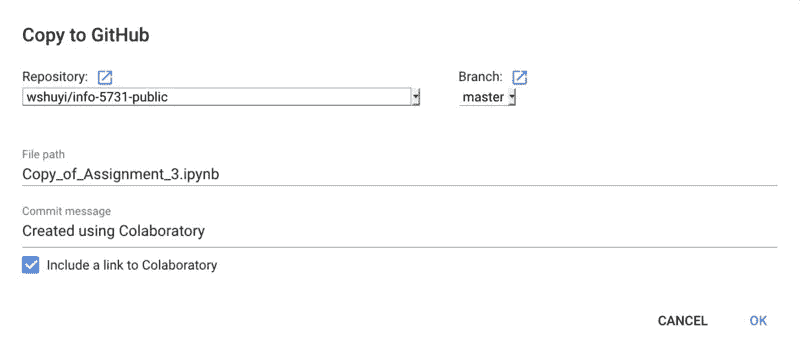 Copy to GitHub
Repository:
Branch:
wshuyi/info-5731-public
master
File path
Copy_of_Assignment_3.ipynb
Commit message
Created using Colaboratory
Include a link to Colaboratory
CANCEL
OK